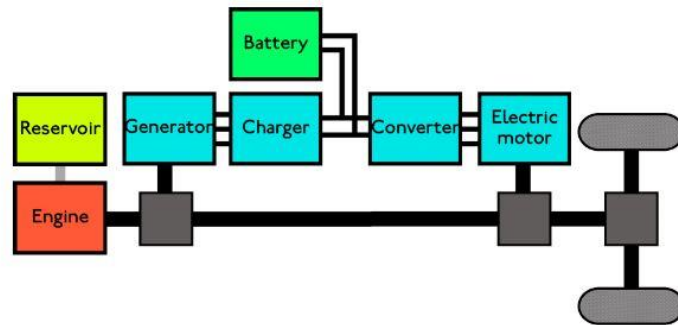 Battery
Reservoir
Generator
Charger
Converter
Electric
motor
Engine